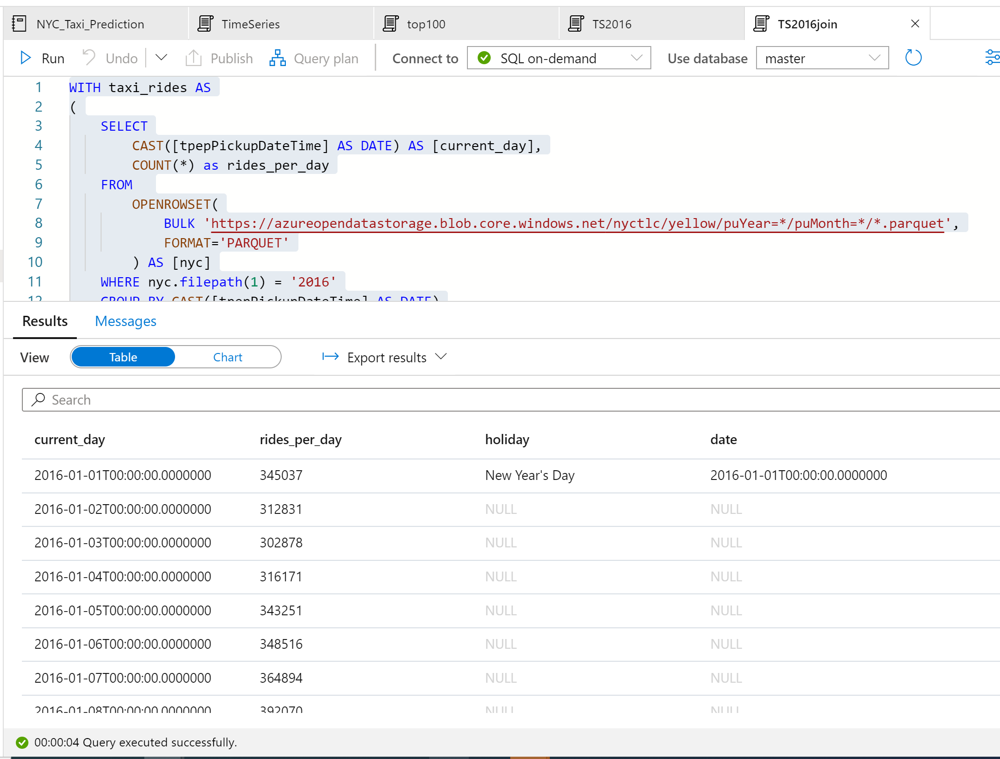 NYC_Taxi_Prediction TimeSeries top100 TS2016 TS2016join
Run Undo Publish Query plan Connect to SQL on-demand Use database master
1 WITH taxi_rides AS
2 (
3 SELECT
4 CAST([tpepPickupDateTime] AS DATE) AS [current_day],
5 COUNT(*) as rides_per_day
6 FROM
7 OPENROWSET(
8 BULK 'https://azureopendatastorage.blob.core.windows.net/nyctlc/yellow/puYear=*/puMonth=*/*.parquet',
9 FORMAT='PARQUET'
10 ) AS [nyc]
11 WHERE nyc.filepath(1) = '2016'
12 GROUP BY CAST([tpepPickupDateTime] AS DATE)
Results Messages
View Table Chart Export results
Search
current_day rides_per_day holiday date
2016-01-01T00:00:00.0000000 345037 New Year's Day 2016-01-01T00:00:00.0000000
2016-01-02T00:00:00.0000000 312831 NULL NULL
2016-01-03T00:00:00.0000000 302878 NULL NULL
2016-01-04T00:00:00.0000000 316171 NULL NULL
2016-01-05T00:00:00.0000000 343251 NULL NULL
2016-01-06T00:00:00.0000000 348516 NULL NULL
2016-01-07T00:00:00.0000000 364894 NULL NULL
2016-01-08T00:00:00.0000000 392070 NULL NULL
00:00:04 Query executed successfully.